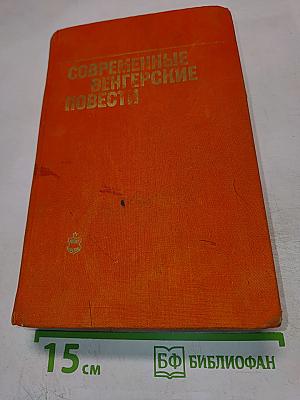 СОВРЕМЕННЫЕ
ВЕНГЕРСКИЕ
ПОВЕСТИ
15 см
БФ БИБЛИОФАН